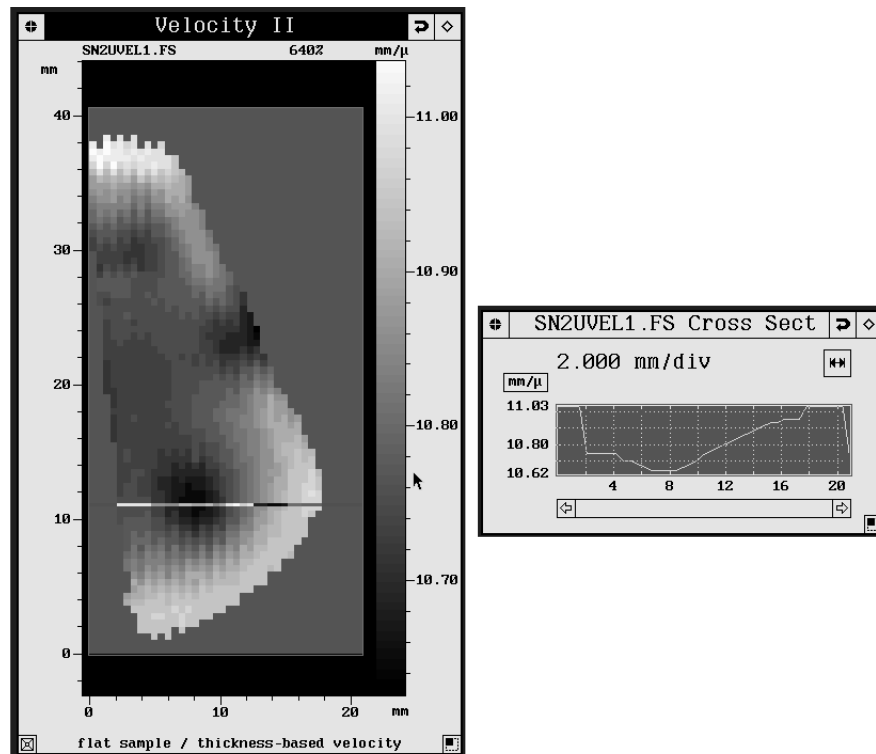 Velocity II
SN2UVEL1.FS 640% mm/µ
mm
40
30
20
10
0
11.00
10.90
10.80
10.70
0 10 20 mm
flat sample / thickness-based velocity
SN2UVEL1.FS Cross Sect
2.000 mm/div
mm/µ
11.03
10.80
10.62
4 8 12 16 20